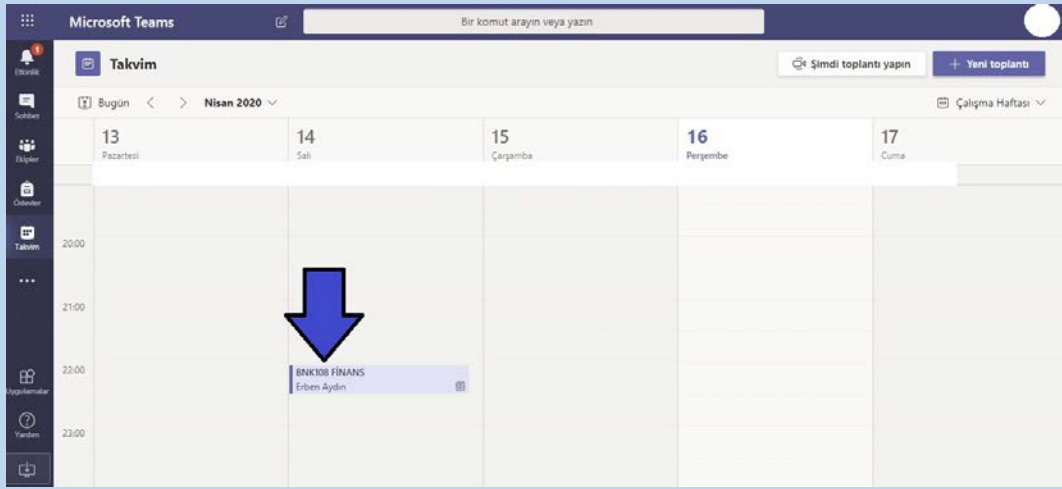 Microsoft Teams
Bir komut arayın veya yazın
1
Etkinlik
Sohbet
Ekipler
Ödevler
Takvim
Uygulamalar
Yardım
Takvim
Şimdi toplantı yapın
+ Yeni toplantı
Bugün < > Nisan 2020
Çalışma Haftası
13
Pazartesi
14
Salı
15
Çarşamba
16
Perşembe
17
Cuma
20:00
21:00
22:00
23:00
BNK108 FİNANS
Erben Aydın